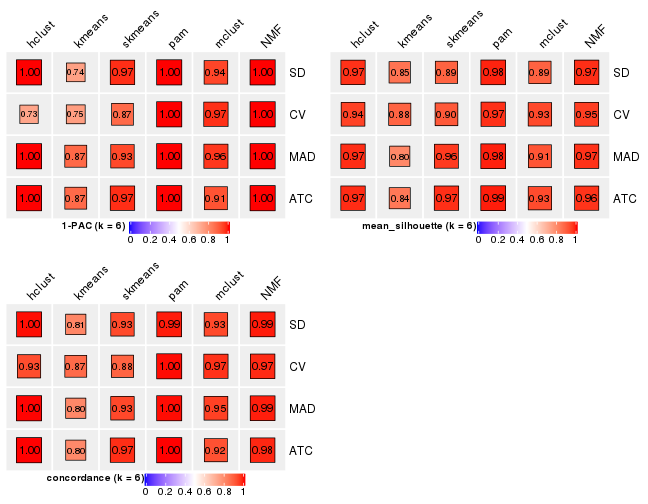 hclust kmeans skmeans pam mclust NMF
1.00 0.74 0.97 1.00 0.94 1.00 SD
0.73 0.75 0.87 1.00 0.97 1.00 CV
1.00 0.87 0.93 1.00 0.96 1.00 MAD
1.00 0.87 0.97 1.00 0.91 1.00 ATC
1-PAC (k = 6)
0 0.2 0.4 0.6 0.8 1
hclust kmeans skmeans pam mclust NMF
0.97 0.85 0.89 0.98 0.89 0.97 SD
0.94 0.88 0.90 0.97 0.93 0.95 CV
0.97 0.80 0.96 0.98 0.91 0.97 MAD
0.97 0.84 0.97 0.99 0.93 0.96 ATC
mean_silhouette (k = 6)
0 0.2 0.4 0.6 0.8 1
hclust kmeans skmeans pam mclust NMF
1.00 0.81 0.93 0.99 0.93 0.99 SD
0.93 0.87 0.88 1.00 0.97 0.97 CV
1.00 0.80 0.93 1.00 0.95 0.99 MAD
1.00 0.80 0.97 1.00 0.92 0.98 ATC
concordance (k = 6)
0 0.2 0.4 0.6 0.8 1